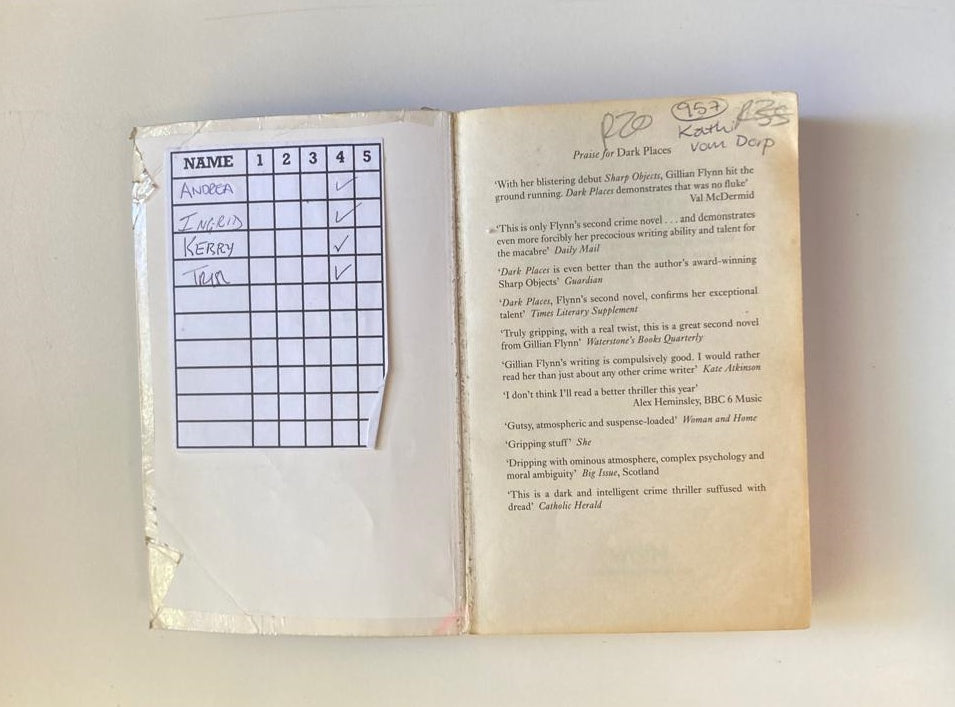 NAME 1 2 3 4 5
ANDREA ✓
INGRID ✓
KERRY ✓
✓
R20 957 R35
Kathi
vom Dorp
Praise for Dark Places
‘With her blistering debut Sharp Objects, Gillian Flynn hit the
ground running. Dark Places demonstrates that was no fluke’
Val McDermid
‘This is only Flynn’s second crime novel . . . and demonstrates
even more forcibly her precocious writing ability and talent for
the macabre’ Daily Mail
‘Dark Places is even better than the author’s award-winning
Sharp Objects’ Guardian
‘Dark Places, Flynn’s second novel, confirms her exceptional
talent’ Times Literary Supplement
‘Truly gripping, with a real twist, this is a great second novel
from Gillian Flynn’ Waterstone’s Books Quarterly
‘Gillian Flynn’s writing is compulsively good. I would rather
read her than just about any other crime writer’ Kate Atkinson
‘I don’t think I’ll read a better thriller this year’
Alex Heminsley, BBC 6 Music
‘Gutsy, atmospheric and suspense-loaded’ Woman and Home
‘Gripping stuff’ She
‘Dripping with ominous atmosphere, complex psychology and
moral ambiguity’ Big Issue, Scotland
‘This is a dark and intelligent crime thriller suffused with
dread’ Catholic Herald